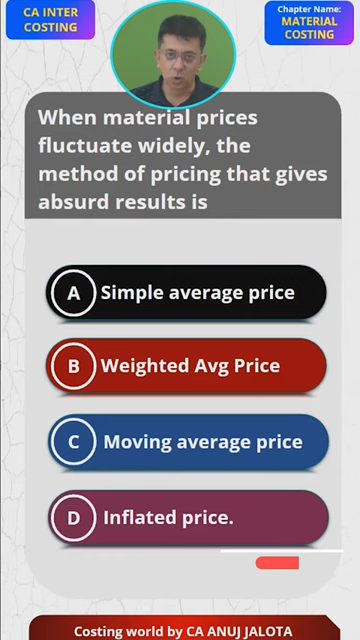 CA INTER
COSTING
Chapter Name:
MATERIAL
COSTING
When material prices
fluctuate widely, the
method of pricing that gives
absurd results is
A Simple average price
B Weighted Avg Price
C Moving average price
D Inflated price.
Costing world by CA ANUJ JALOTA